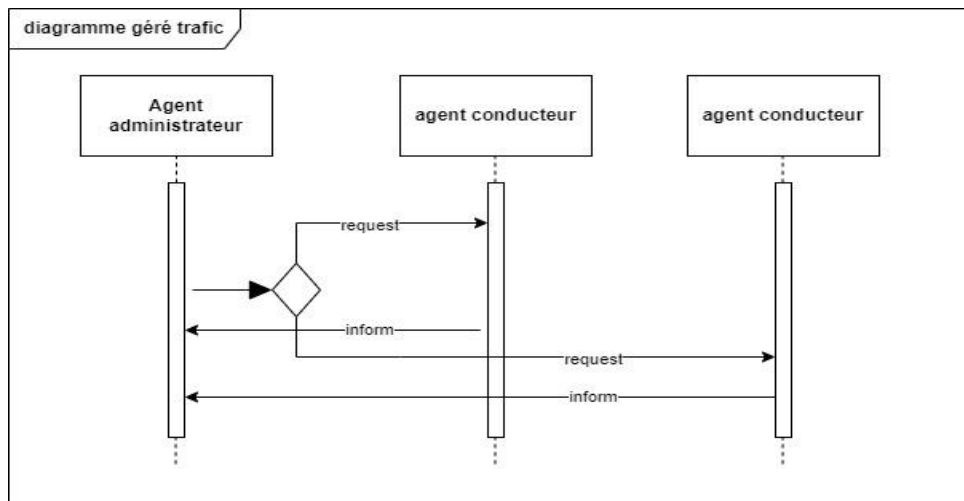 diagramme géré trafic
Agent
administrateur
agent conducteur
agent conducteur
request
inform
request
inform